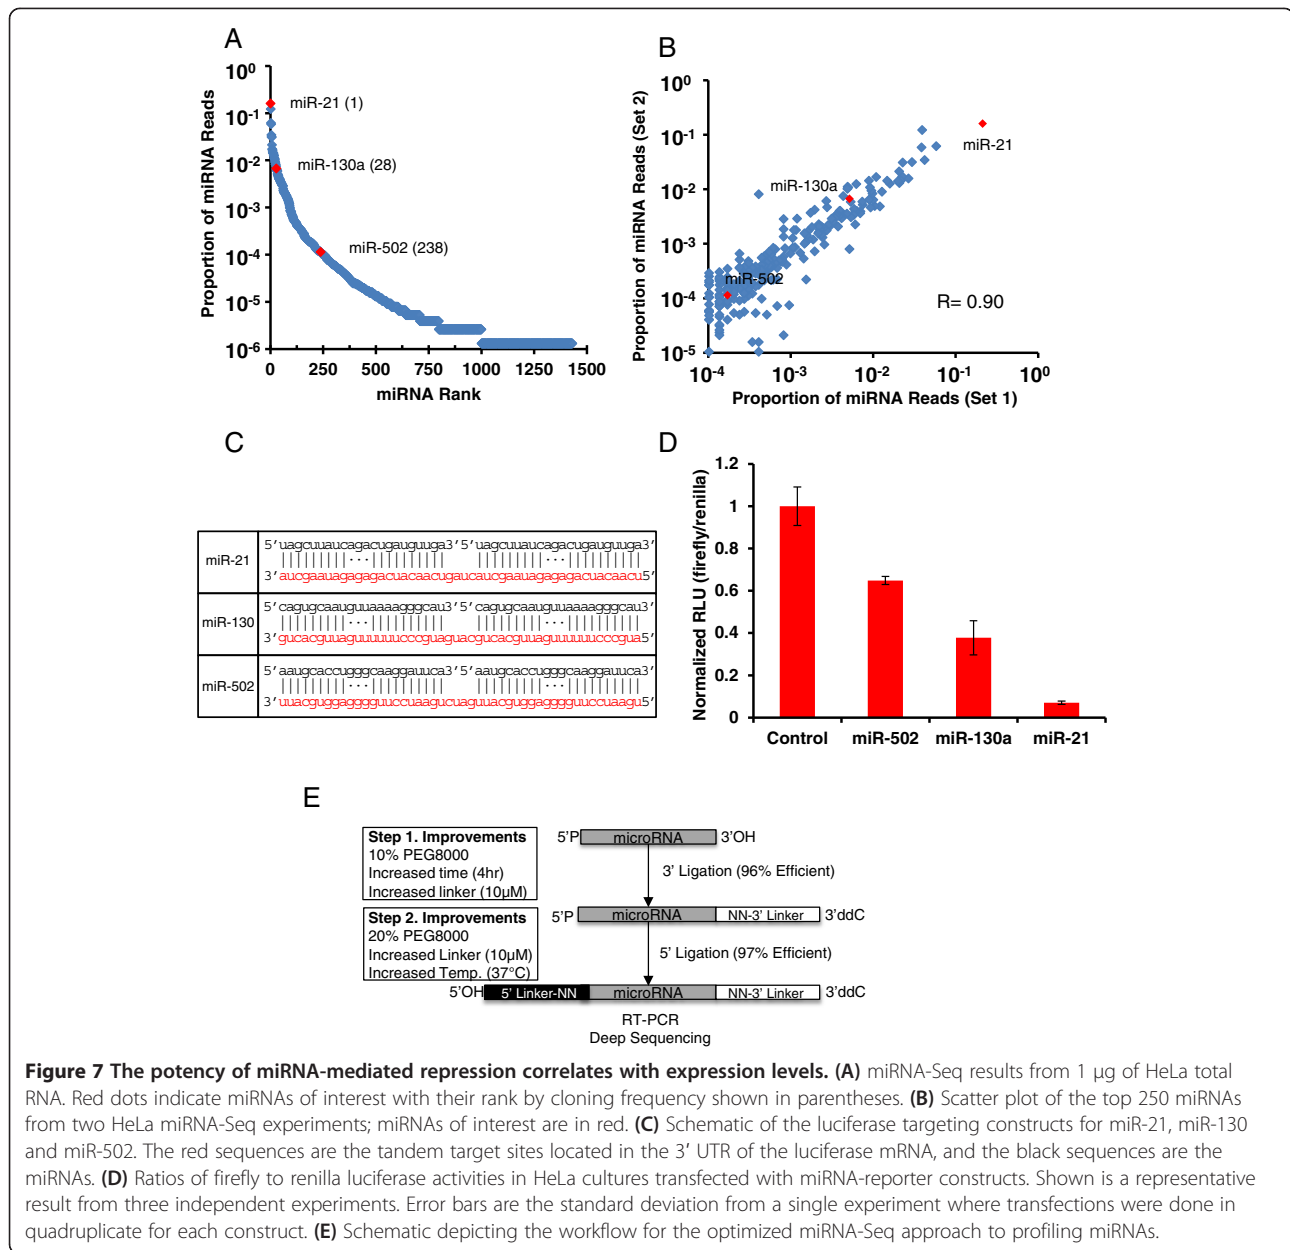 A
Proportion of miRNA Reads
10⁰
10⁻¹
10⁻²
10⁻³
10⁻⁴
10⁻⁵
10⁻⁶
miR-21 (1)
miR-130a (28)
miR-502 (238)
0 250 500 750 1000 1250 1500
miRNA Rank
B
Proportion of miRNA Reads (Set 2)
10⁰
10⁻¹
10⁻²
10⁻³
10⁻⁴
10⁻⁵
miR-21
miR-130a
miR-502
R= 0.90
10⁻⁴ 10⁻³ 10⁻² 10⁻¹ 10⁰
Proportion of miRNA Reads (Set 1)
C
miR-21
5′uagcuuaucagacugauguuga3′5′uagcuuaucagacugauguuga3′
3′aucgaauagagagacuacaacugaucaucgaauagagagacuacaacu5′
miR-130
5′cagugcaauguuaaaagggcau3′5′cagugcaauguuaaaagggcau3′
3′gucacguuaguuuuuucccguaguacgucacguuaguuuuuucccgua5′
miR-502
5′aaugcaccugggcaaggauuca3′5′aaugcaccugggcaaggauuca3′
3′uuacguggagggguuccuaagucuaguuacguggagggguuccuaagu5′
D
Normalized RLU (firefly/renilla)
1.2
1
0.8
0.6
0.4
0.2
0
Control miR-502 miR-130a miR-21
E
Step 1. Improvements
10% PEG8000
Increased time (4hr)
Increased linker (10µM)
5’P microRNA 3’OH
3’ Ligation (96% Efficient)
Step 2. Improvements
20% PEG8000
Increased Linker (10µM)
Increased Temp. (37°C)
5’P microRNA NN-3’ Linker 3’ddC
5’ Ligation (97% Efficient)
5’OH 5’ Linker-NN microRNA NN-3’ Linker 3’ddC
RT-PCR
Deep Sequencing
Figure 7 The potency of miRNA-mediated repression correlates with expression levels. (A) miRNA-Seq results from 1 µg of HeLa total
RNA. Red dots indicate miRNAs of interest with their rank by cloning frequency shown in parentheses. (B) Scatter plot of the top 250 miRNAs
from two HeLa miRNA-Seq experiments; miRNAs of interest are in red. (C) Schematic of the luciferase targeting constructs for miR-21, miR-130
and miR-502. The red sequences are the tandem target sites located in the 3′ UTR of the luciferase mRNA, and the black sequences are the
miRNAs. (D) Ratios of firefly to renilla luciferase activities in HeLa cultures transfected with miRNA-reporter constructs. Shown is a representative
result from three independent experiments. Error bars are the standard deviation from a single experiment where transfections were done in
quadruplicate for each construct. (E) Schematic depicting the workflow for the optimized miRNA-Seq approach to profiling miRNAs.